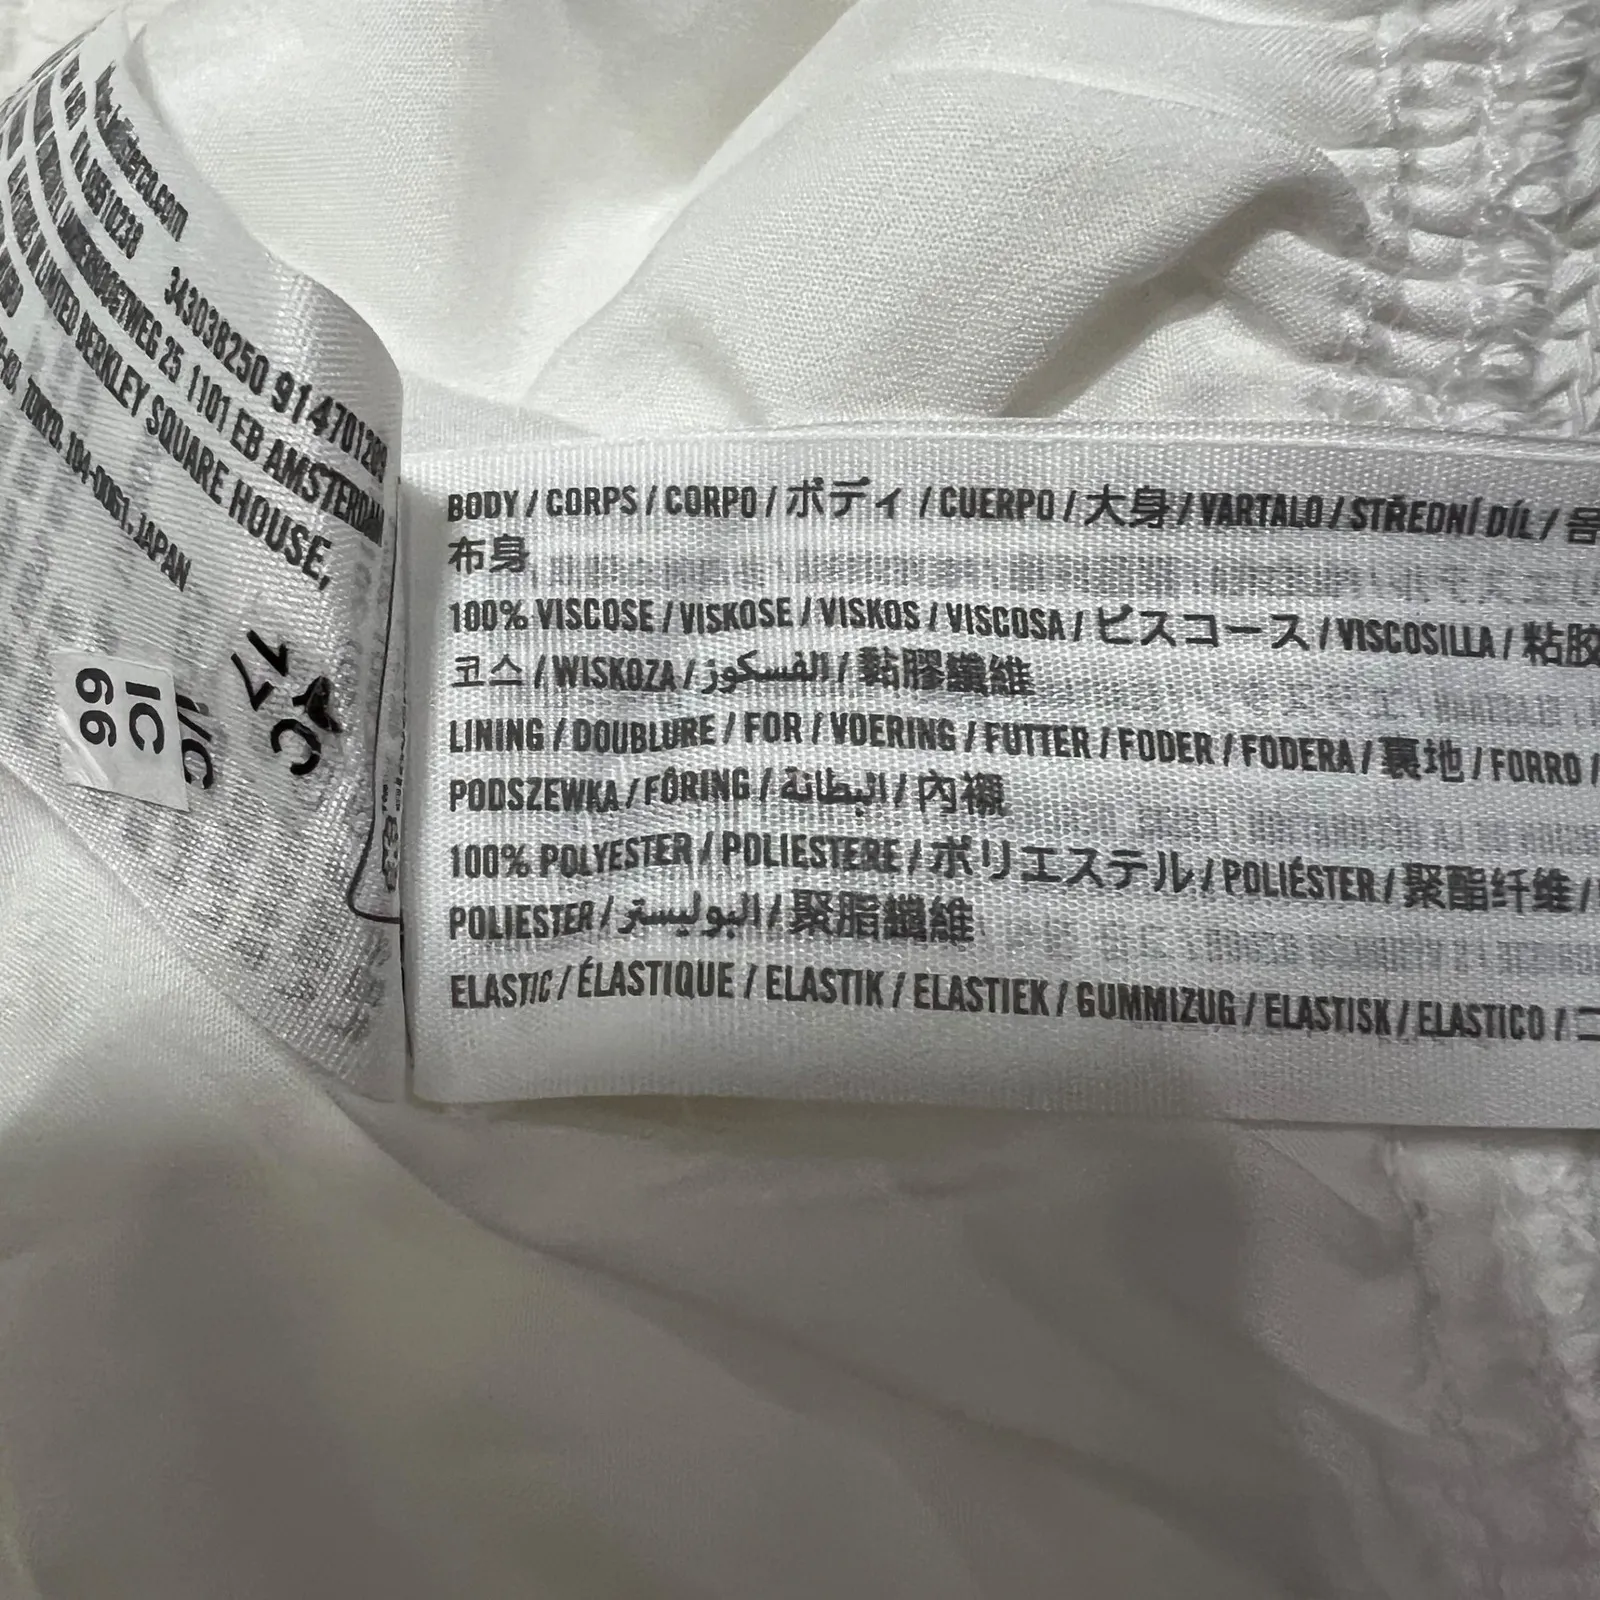 343038250 914701209
25 1101 EB AMSTERDAM
LIMITED BERKLEY SQUARE HOUSE,
TOKYO, 104-0061, JAPAN
17
IC
66
BODY / CORPS / CORPO / ボディ / CUERPO / 大身 / VARTALO / STŘEDNÍ DÍL /
布身
100% VISCOSE / VISKOSE / VISKOS / VISCOSA / ビスコース / VISCOSILLA / 粘胶
코스 / WISKOZA / الفسكوز / 黏膠纖維
LINING / DOUBLURE / FOR / VOERING / FUTTER / FODER / FODERA / 裏地 / FORRO /
PODSZEWKA / FÔRING / البطانة / 內襯
100% POLYESTER / POLIESTERE / ポリエステル / POLIÉSTER / 聚酯纤维 /
POLIESTER / البوليستر / 聚脂纖維
ELASTIC / ÉLASTIQUE / ELASTIK / ELASTIEK / GUMMIZUG / ELASTISK / ELASTICO /